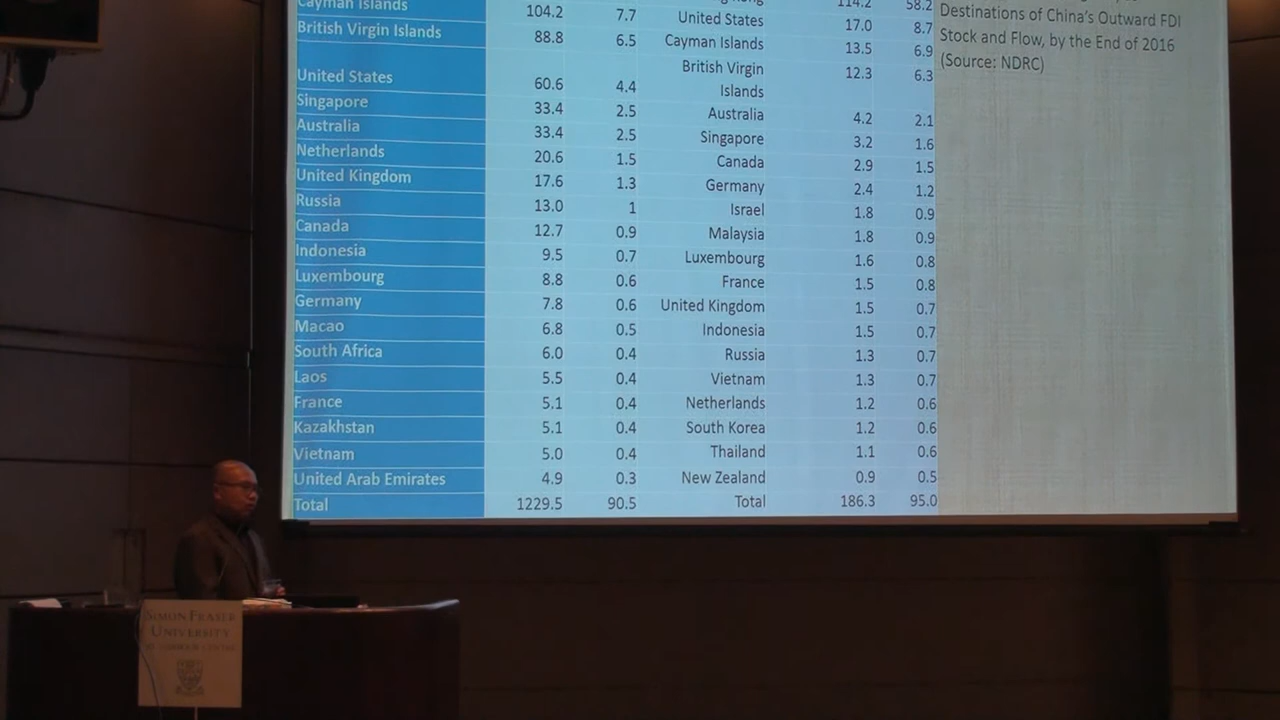 Cayman Islands 104.2 7.7
United States 17.0 8.7
British Virgin Islands 88.8 6.5
Cayman Islands 13.5 6.9
United States 60.6 4.4
British Virgin Islands 12.3 6.3
Singapore 33.4 2.5
Australia 4.2 2.1
Australia 33.4 2.5
Singapore 3.2 1.6
Netherlands 20.6 1.5
Canada 2.9 1.5
United Kingdom 17.6 1.3
Germany 2.4 1.2
Russia 13.0 1
Israel 1.8 0.9
Canada 12.7 0.9
Malaysia 1.8 0.9
Indonesia 9.5 0.7
Luxembourg 1.6 0.8
Luxembourg 8.8 0.6
France 1.5 0.8
Germany 7.8 0.6
United Kingdom 1.5 0.7
Macao 6.8 0.5
Indonesia 1.5 0.7
South Africa 6.0 0.4
Russia 1.3 0.7
Laos 5.5 0.4
Vietnam 1.3 0.7
France 5.1 0.4
Netherlands 1.2 0.6
Kazakhstan 5.1 0.4
South Korea 1.2 0.6
Vietnam 5.0 0.4
Thailand 1.1 0.6
United Arab Emirates 4.9 0.3
New Zealand 0.9 0.5
Total 1229.5 90.5
Total 186.3 95.0
114.2 58.2
Destinations of China's Outward FDI
Stock and Flow, by the End of 2016
(Source: NDRC)
SIMON FRASER
UNIVERSITY